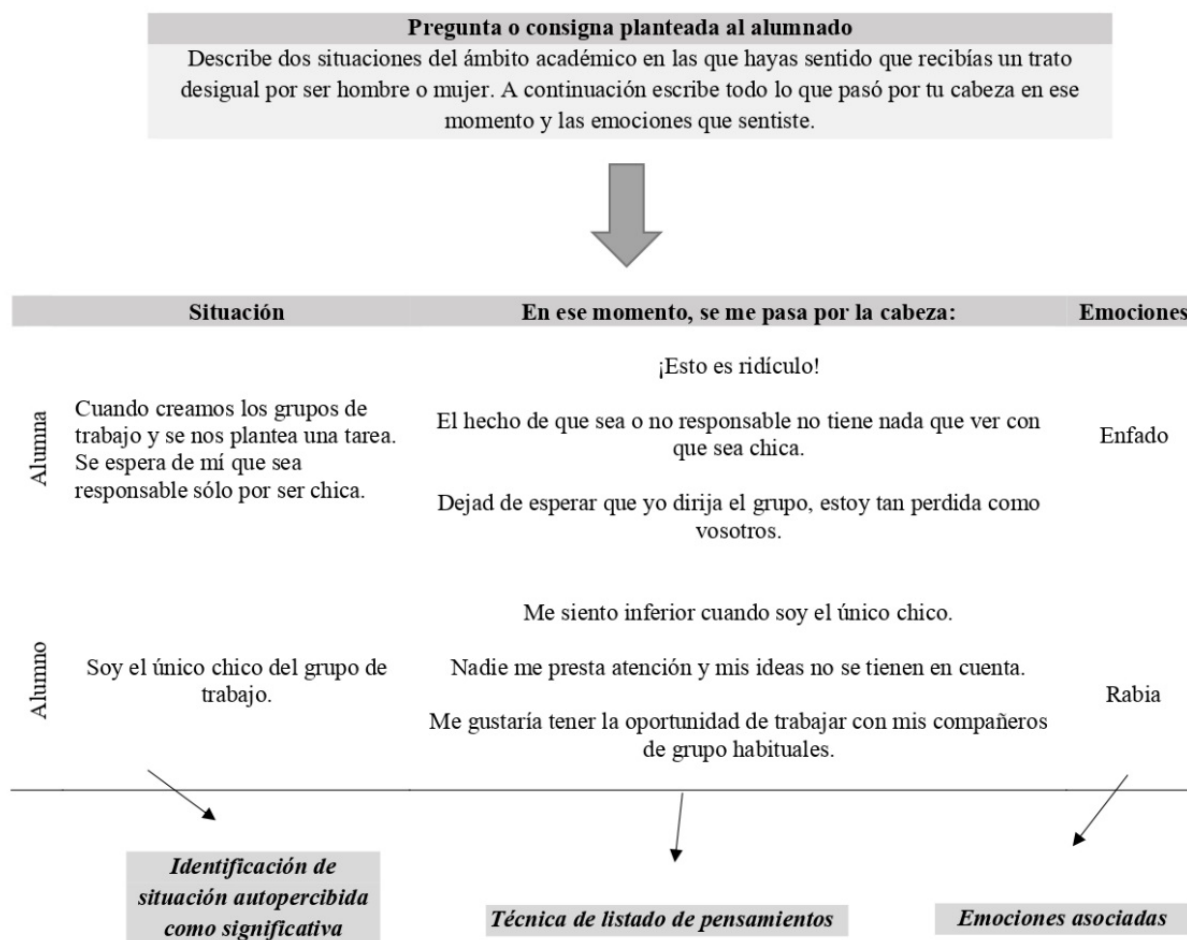 Pregunta o consigna planteada al alumnado
Describe dos situaciones del ámbito académico en las que hayas sentido que recibías un trato
desigual por ser hombre o mujer. A continuación escribe todo lo que pasó por tu cabeza en ese
momento y las emociones que sentiste.
Situación
En ese momento, se me pasa por la cabeza:
Emociones
Alumna
Cuando creamos los grupos de
trabajo y se nos plantea una tarea.
Se espera de mí que sea
responsable sólo por ser chica.
¡Esto es ridículo!
El hecho de que sea o no responsable no tiene nada que ver con
que sea chica.
Dejad de esperar que yo dirija el grupo, estoy tan perdida como
vosotros.
Enfado
Alumno
Soy el único chico del grupo de
trabajo.
Me siento inferior cuando soy el único chico.
Nadie me presta atención y mis ideas no se tienen en cuenta.
Me gustaría tener la oportunidad de trabajar con mis compañeros
de grupo habituales.
Rabia
Identificación de
situación autopercibida
como significativa
Técnica de listado de pensamientos
Emociones asociadas